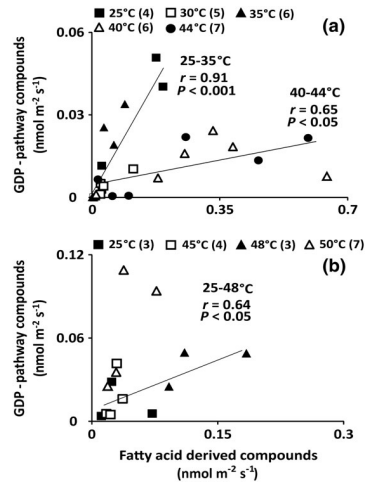 ■ 25°C (4) □ 30°C (5) ▲ 35°C (6)
△ 40°C (6) ● 44°C (7)
(a)
0.06
0.03
0
GDP-pathway compounds
(nmol m⁻² s⁻¹)
25-35°C
r = 0.91
P < 0.001
40-44°C
r = 0.65
P < 0.05
0 0.35 0.7
■ 25°C (3) □ 45°C (4) ▲ 48°C (3) △ 50°C (7)
(b)
0.12
0.06
0
GDP-pathway compounds
(nmol m⁻² s⁻¹)
25-48°C
r = 0.64
P < 0.05
0 0.15 0.3
Fatty acid derived compounds
(nmol m⁻² s⁻¹)